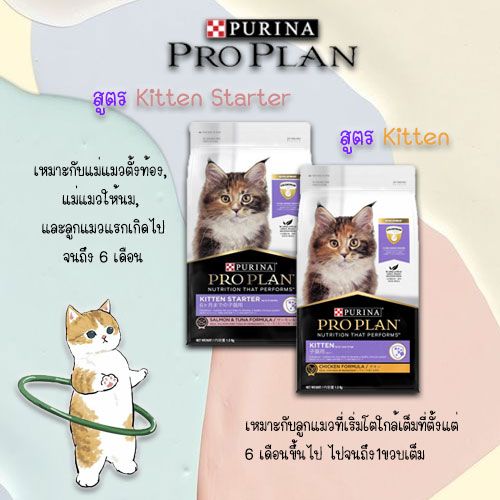 PURINA
PRO PLAN
สูตร Kitten Starter
สูตร Kitten
เหมาะกับแม่แมวตั้งท้อง,
แม่แมวให้นม,
และลูกแมวแรกเกิดไป
จนถึง 6 เดือน
PURINA
PRO PLAN
NUTRITION THAT PERFORMS
KITTEN STARTER
SALMON & TUNA FORMULA
PURINA
PRO PLAN
NUTRITION THAT PERFORMS
KITTEN
子猫用
CHICKEN FORMULA
เหมาะกับลูกแมวที่เริ่มโตใกล้เต็มที่ตั้งแต่
6 เดือนขึ้นไป ไปจนถึง1ขวบเต็ม